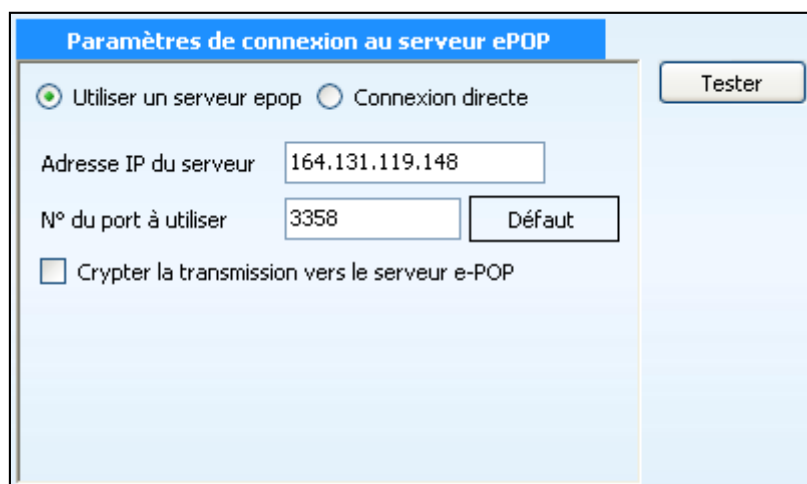 Paramètres de connexion au serveur ePOP
Utiliser un serveur epop Connexion directe
Tester
Adresse IP du serveur 164.131.119.148
N° du port à utiliser 3358 Défaut
Crypter la transmission vers le serveur e-POP